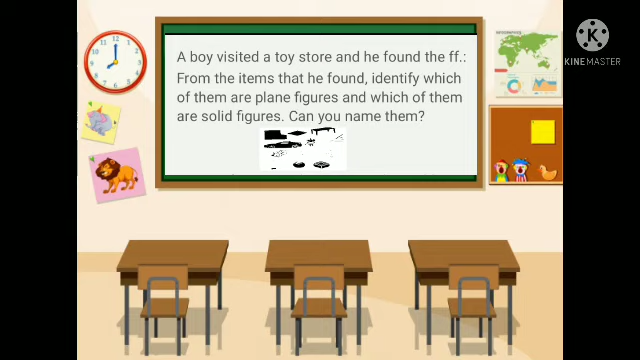 A boy visited a toy store and he found the ff.:
From the items that he found, identify which
of them are plane figures and which of them
are solid figures. Can you name them?
INFOGRAPHICS
KINEMASTER